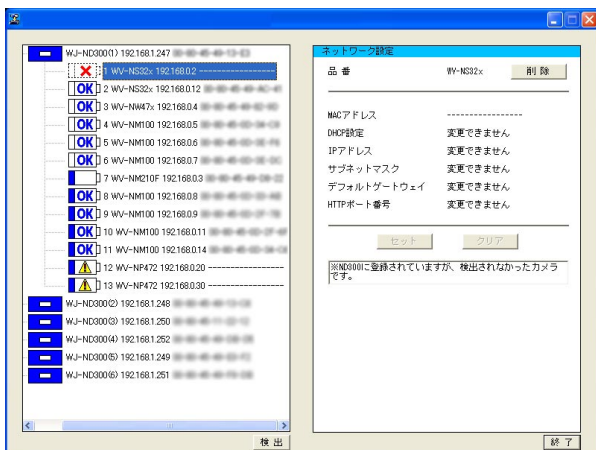 WJ-ND300(1) 192.168.1.247
1 WV-NS32x 192.168.0.2 -----------------
OK 2 WV-NS32x 192.168.0.12
OK 3 WV-NW47x 192.168.0.4
OK 4 WV-NM100 192.168.0.5
OK 5 WV-NM100 192.168.0.6
OK 6 WV-NM100 192.168.0.7
7 WV-NM210F 192.168.0.3
OK 8 WV-NM100 192.168.0.8
OK 9 WV-NM100 192.168.0.9
OK 10 WV-NM100 192.168.0.11
OK 11 WV-NM100 192.168.0.14
12 WV-NP472 192.168.0.20 -----------------
13 WV-NP472 192.168.0.30 -----------------
WJ-ND300(2) 192.168.1.248
WJ-ND300(3) 192.168.1.250
WJ-ND300(4) 192.168.1.252
WJ-ND300(5) 192.168.1.249
WJ-ND300(6) 192.168.1.251
検出
ネットワーク設定
品番 WV-NS32x 削除
MACアドレス -----------------
DHCP設定 変更できません
IPアドレス 変更できません
サブネットマスク 変更できません
デフォルトゲートウェイ 変更できません
HTTPポート番号 変更できません
セット クリア
※ND300に登録されていますが、検出されなかったカメラ
です。
終了